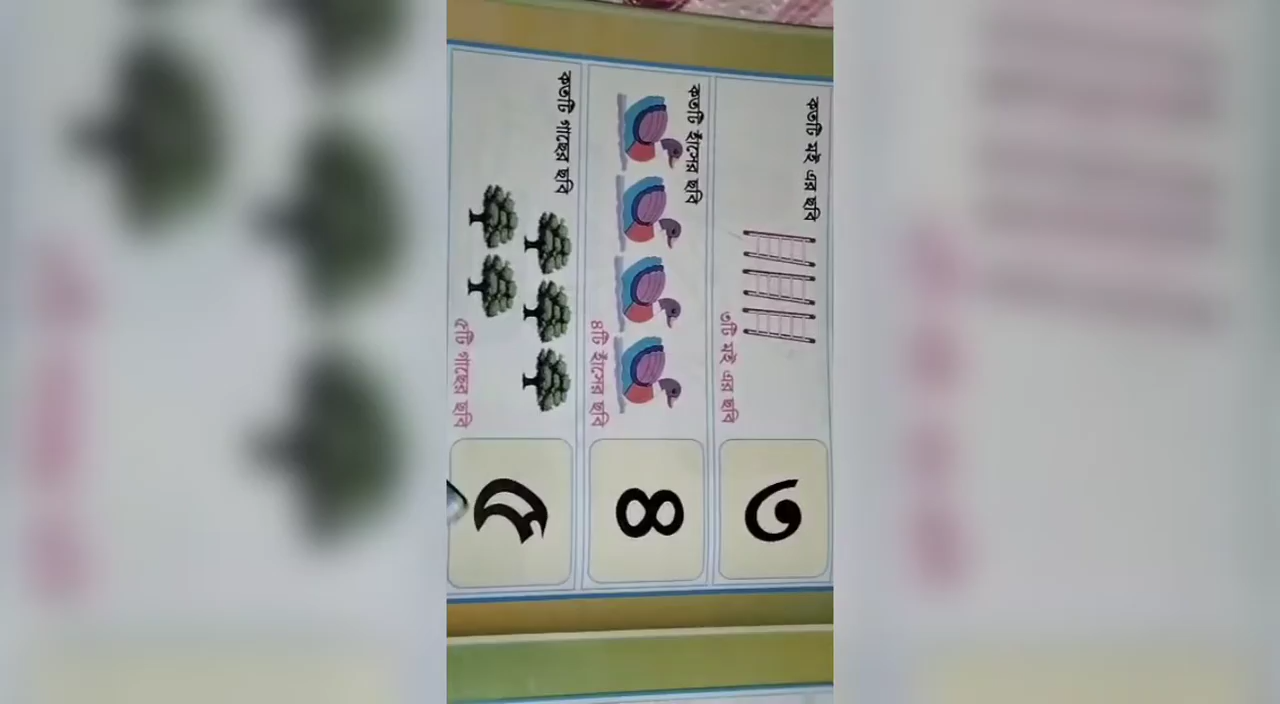 কতটি মই এর ছবি
৩টি মই এর ছবি
৩
কতটি হাঁসের ছবি
৪টি হাঁসের ছবি
৪
কতটি গাছের ছবি
৫টি গাছের ছবি
৫